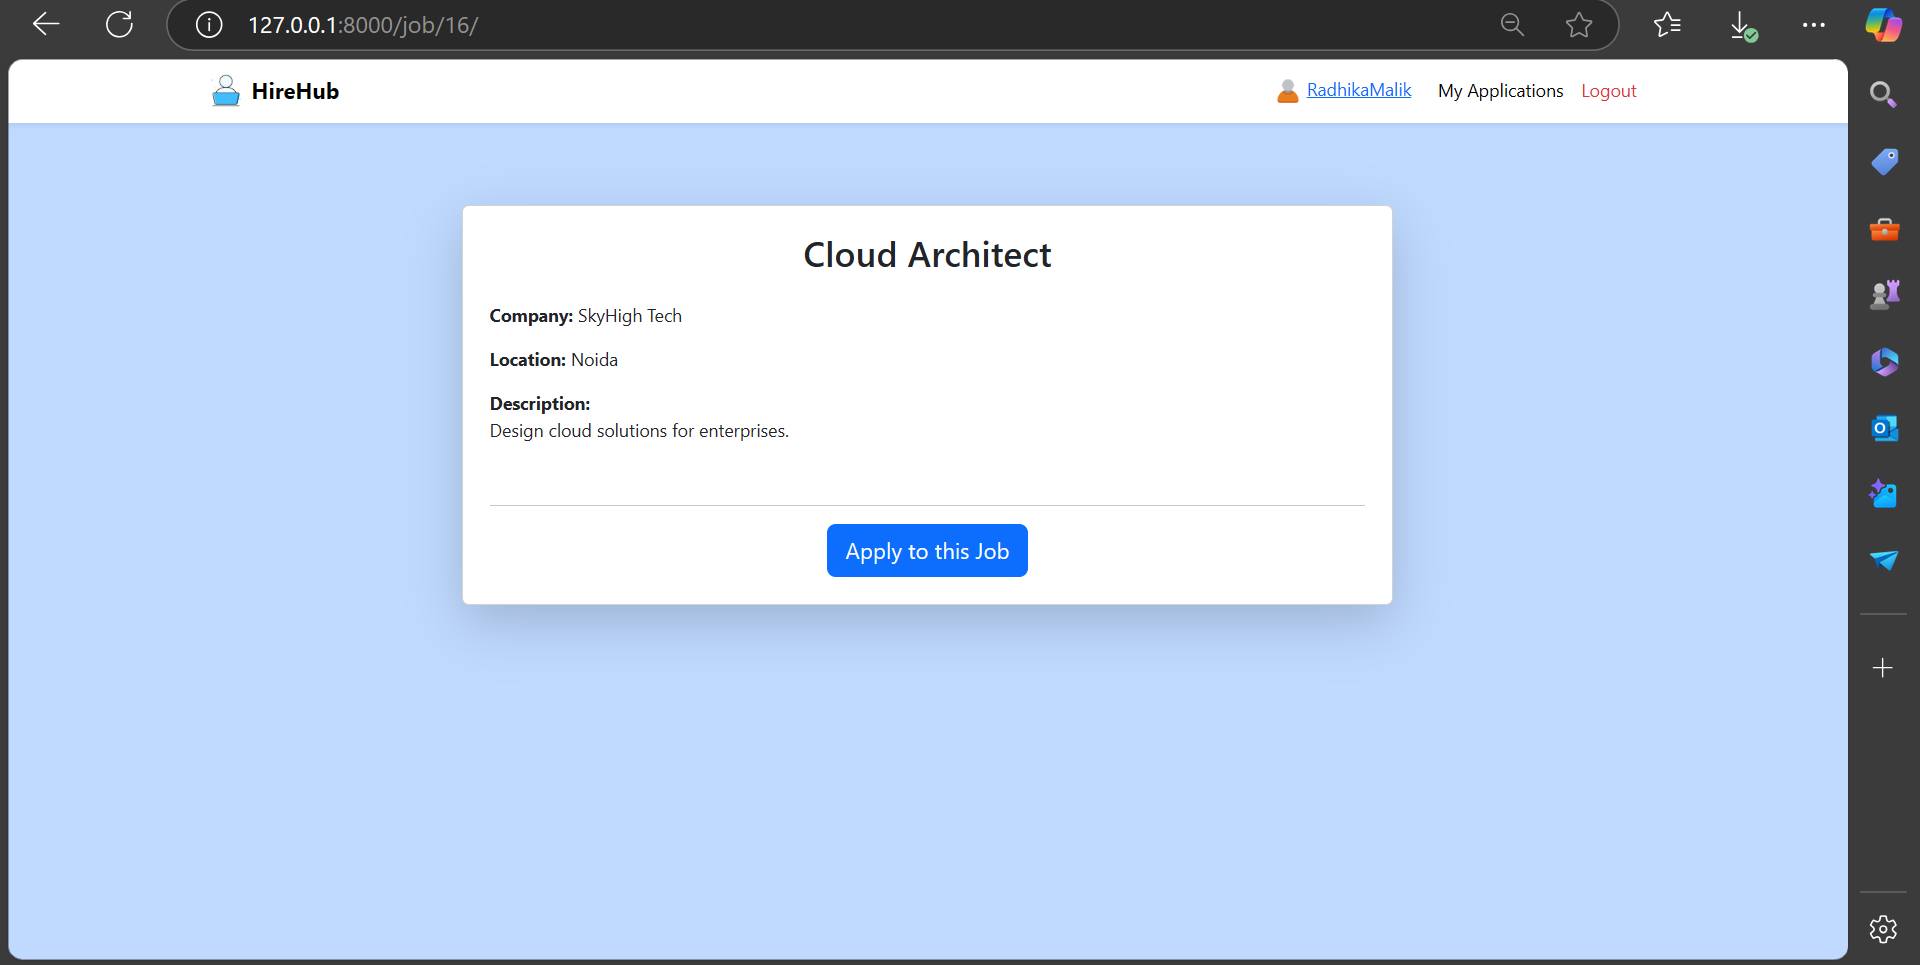 127.0.0.1:8000/job/16/
HireHub
RadhikaMalik My Applications Logout
Cloud Architect
Company: SkyHigh Tech
Location: Noida
Description:
Design cloud solutions for enterprises.
Apply to this Job